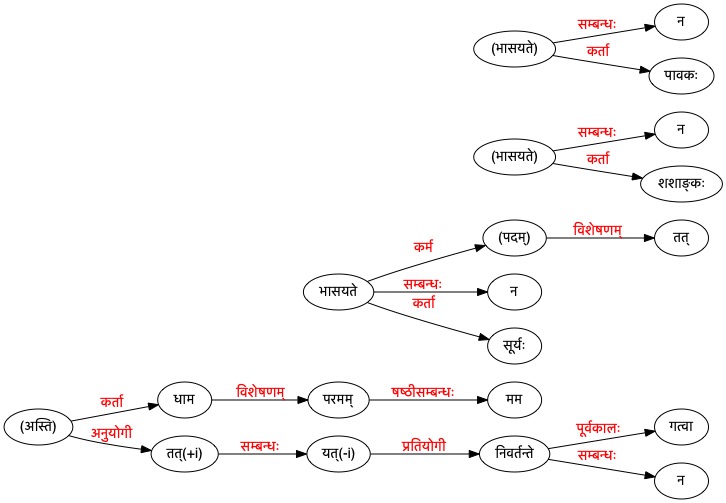 सम्बन्धः न
(भासयते)
कर्ता
पावकः
सम्बन्धः न
(भासयते)
कर्ता
शशाङ्कः
(पदम्) विशेषणम् तत्
कर्म
भासयते सम्बन्धः न
कर्ता
सूर्यः
कर्ता धाम विशेषणम् परमम् षष्ठीसम्बन्धः मम
(अस्ति)
अनुयोगी
पूर्वकालः गत्वा
तत्(+i) सम्बन्धः यत्(-i) प्रतियोगी निवर्तन्ते
सम्बन्धः
न